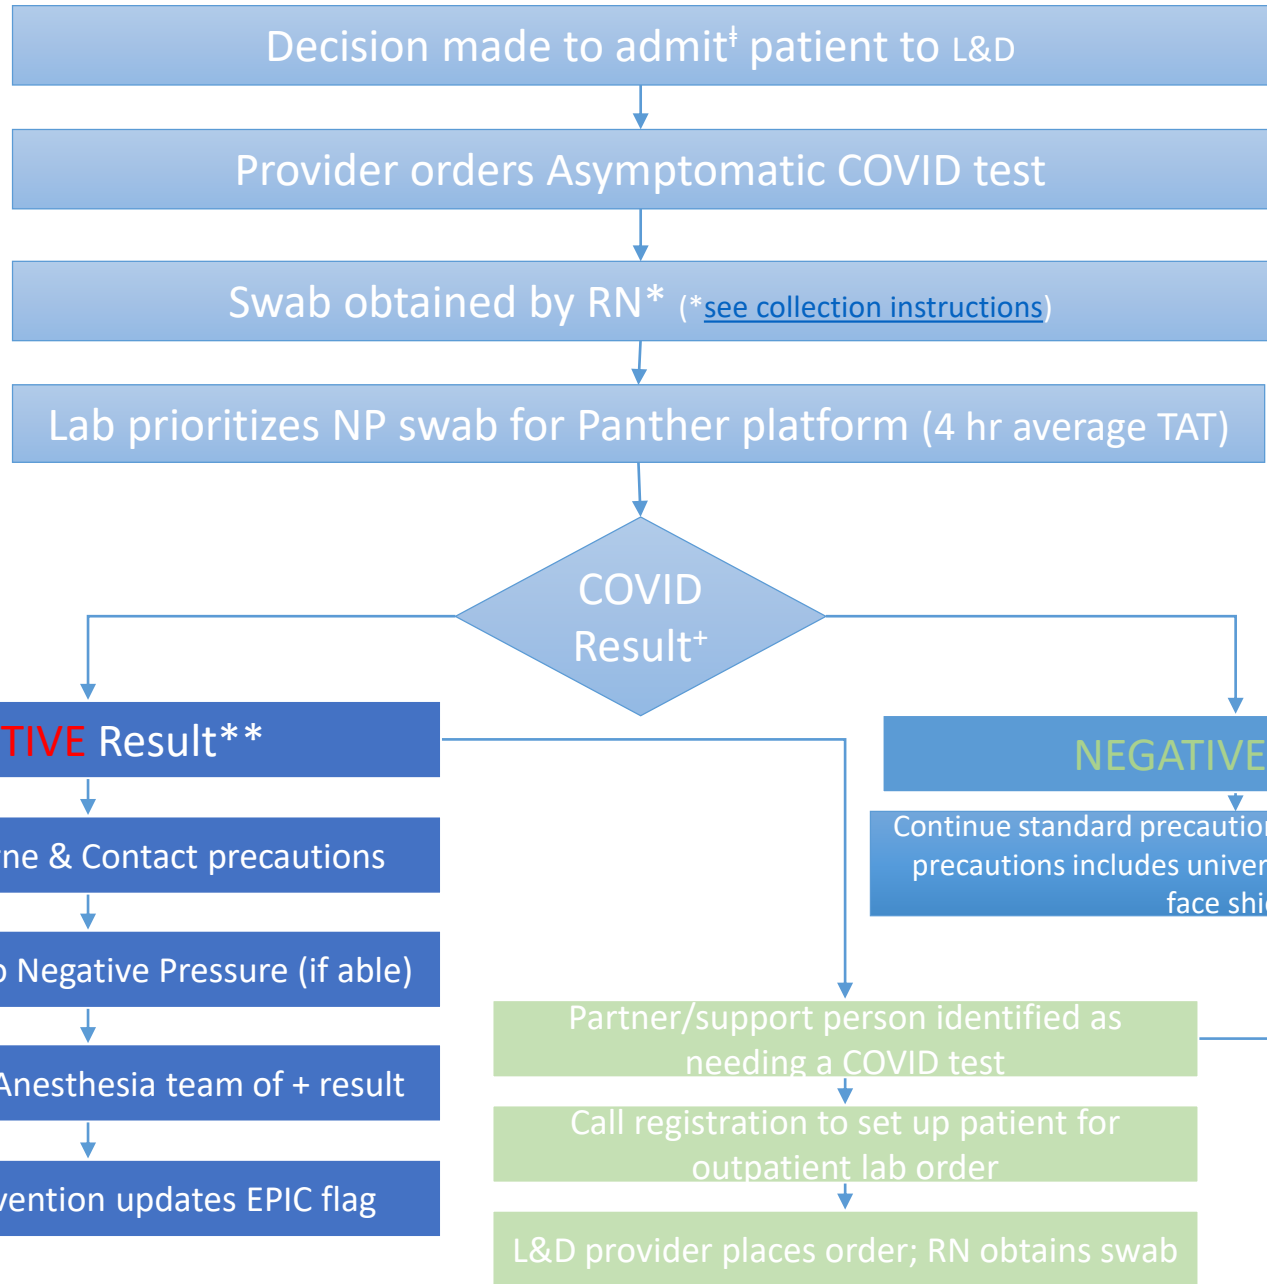 Decision made to admitǂ patient to L&D
Provider orders Asymptomatic COVID test
Swab obtained by RN* (*see collection instructions)
Lab prioritizes NP swab for Panther platform (4 hr average TAT)
COVID
Result+
TIVE Result**
NEGATIVE
ne & Contact precautions
Continue standard precaution
precautions includes univer
face shie
Negative Pressure (if able)
Partner/support person identified as
needing a COVID test
Anesthesia team of + result
Call registration to set up patient for
outpatient lab order
vention updates EPIC flag
L&D provider places order; RN obtains swab